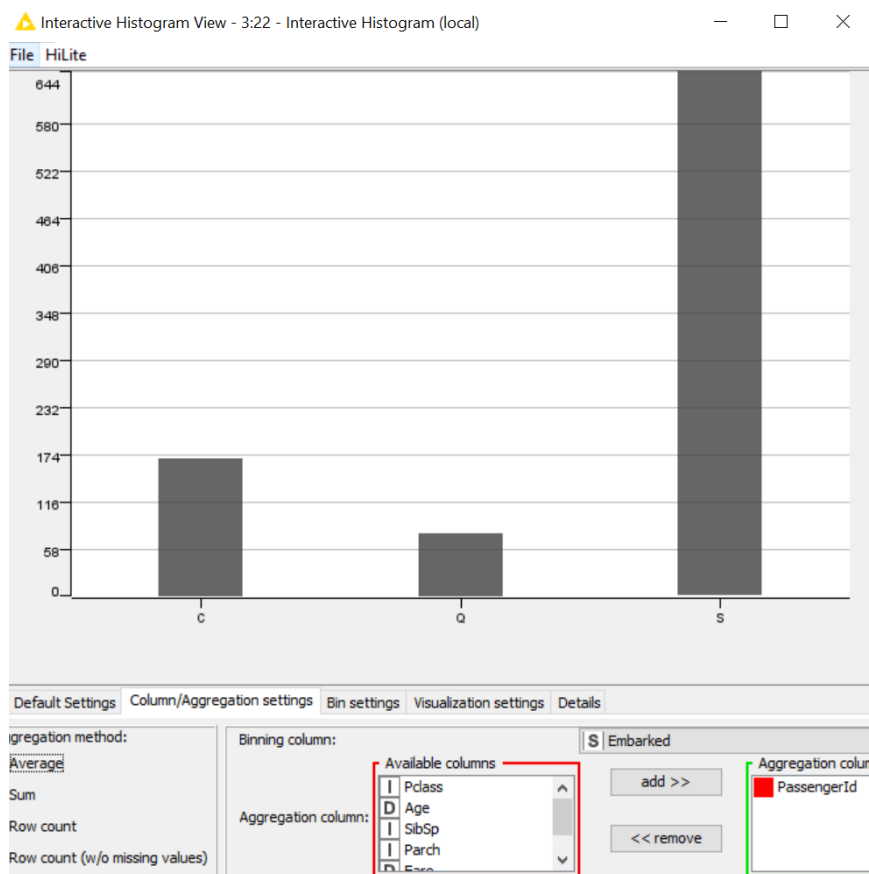 Interactive Histogram View - 3:22 - Interactive Histogram (local)
File HiLite
644
580
522
464
406
348
290
232
174
116
58
0
C Q S
Default Settings Column/Aggregation settings Bin settings Visualization settings Details
gregation method: Binning column: S Embarked
Average Available columns Aggregation colum
I Pclass add >> PassengerId
Sum D Age
Aggregation column: I SibSp
Row count << remove
I Parch
Row count (w/o missing values)
D Fare